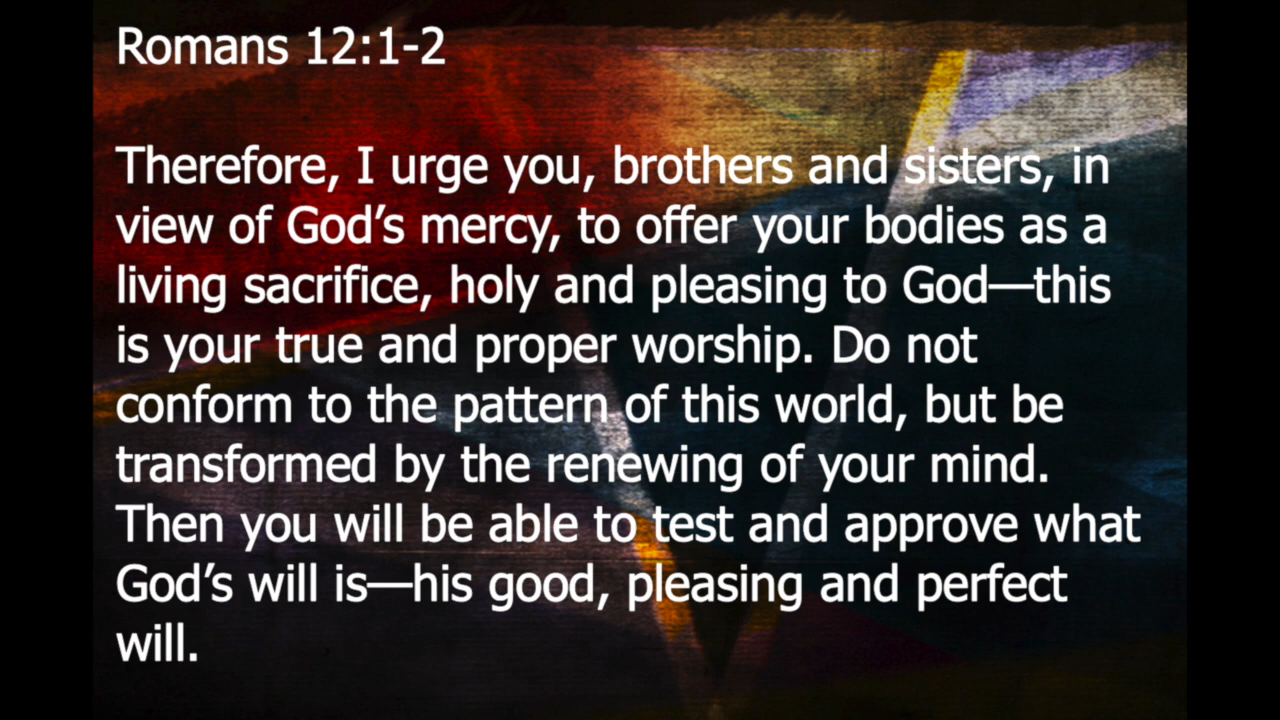 Romans 12:1-2
Therefore, I urge you, brothers and sisters, in
view of God’s mercy, to offer your bodies as a
living sacrifice, holy and pleasing to God—this
is your true and proper worship. Do not
conform to the pattern of this world, but be
transformed by the renewing of your mind.
Then you will be able to test and approve what
God’s will is—his good, pleasing and perfect
will.